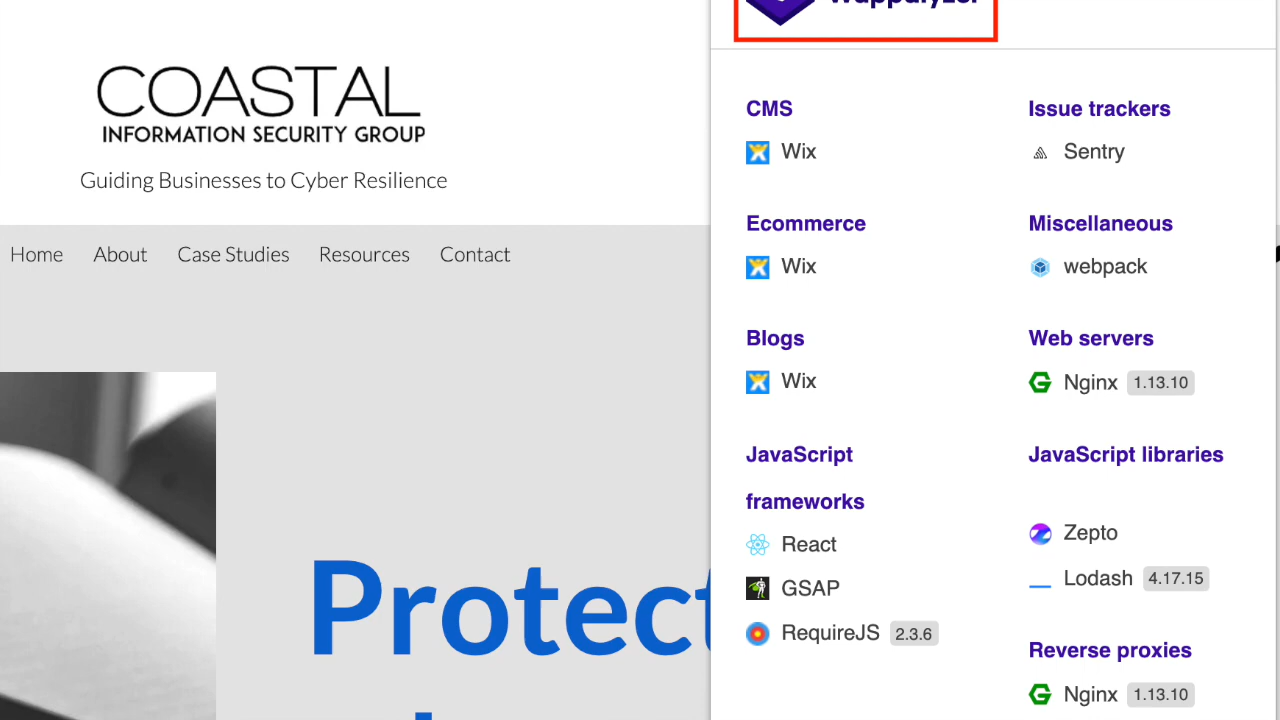 COASTAL
INFORMATION SECURITY GROUP
Guiding Businesses to Cyber Resilience
Home About Case Studies Resources Contact
Protect
Wappalyzer
CMS
Wix
Ecommerce
Wix
Blogs
Wix
JavaScript
frameworks
React
GSAP
RequireJS 2.3.6
Issue trackers
Sentry
Miscellaneous
webpack
Web servers
Nginx 1.13.10
JavaScript libraries
Zepto
Lodash 4.17.15
Reverse proxies
Nginx 1.13.10